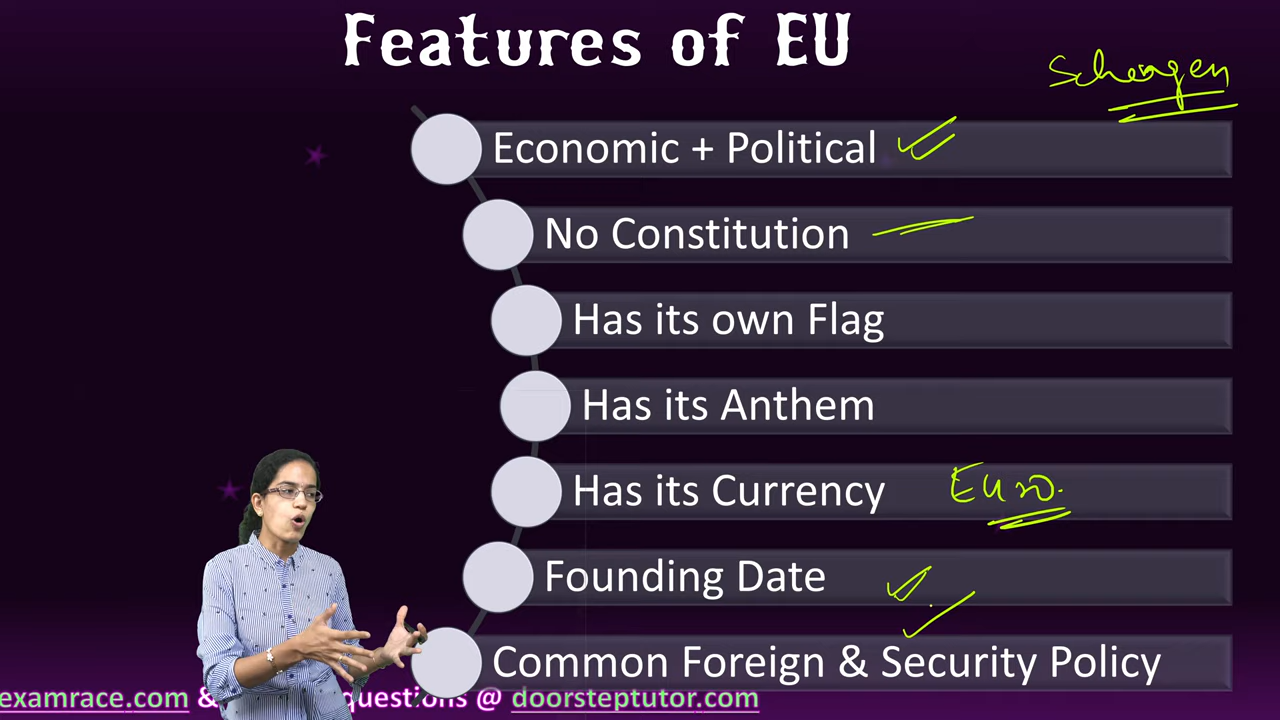 Features of EU
Schengen
Economic + Political
No Constitution
Has its own Flag
Has its Anthem
Has its Currency Euro.
Founding Date
Common Foreign & Security Policy
examrace.com & questions @ doorsteptutor.com